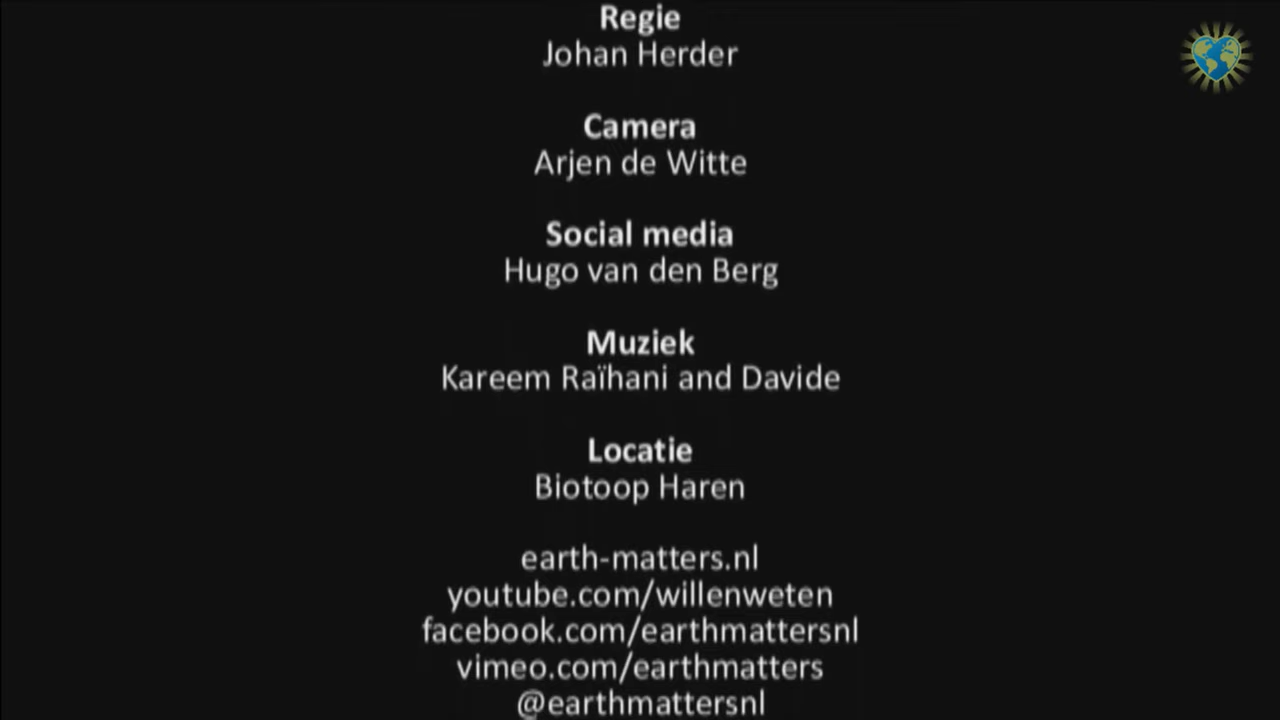 Regie
Johan Herder
Camera
Arjen de Witte
Social media
Hugo van den Berg
Muziek
Kareem Raïhani and Davide
Locatie
Biotoop Haren
earth-matters.nl
youtube.com/willenweten
facebook.com/earthmattersnl
vimeo.com/earthmatters
@earthmattersnl